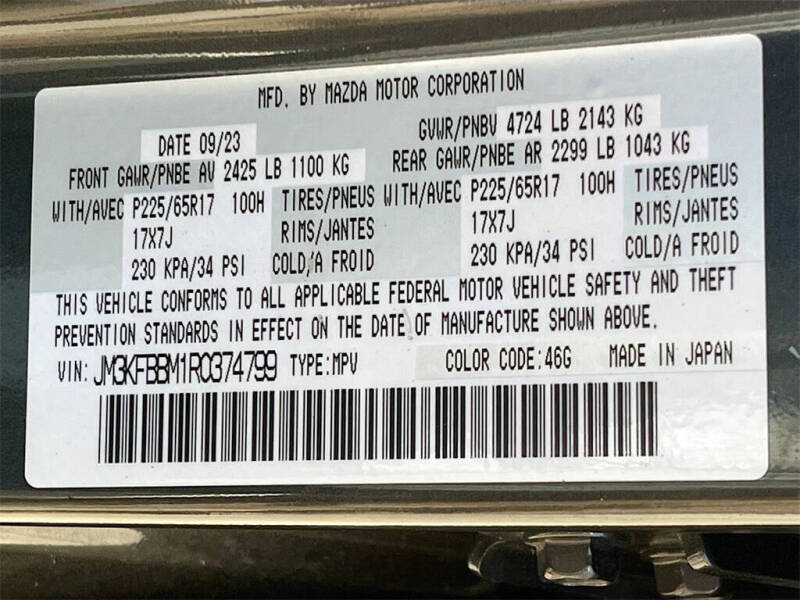 MFD. BY MAZDA MOTOR CORPORATION
DATE 09/23 GVWR/PNBV 4724 LB 2143 KG
FRONT GAWR/PNBE AV 2425 LB 1100 KG REAR GAWR/PNBE AR 2299 LB 1043 KG
WITH/AVEC P225/65R17 100H TIRES/PNEUS WITH/AVEC P225/65R17 100H TIRES/PNEUS
17X7J RIMS/JANTES 17X7J RIMS/JANTES
230 KPA/34 PSI COLD/A FROID 230 KPA/34 PSI COLD/A FROID
THIS VEHICLE CONFORMS TO ALL APPLICABLE FEDERAL MOTOR VEHICLE SAFETY AND THEFT
PREVENTION STANDARDS IN EFFECT ON THE DATE OF MANUFACTURE SHOWN ABOVE.
VIN: JM3KFBBM1R0374799 TYPE:MPV COLOR CODE:46G MADE IN JAPAN